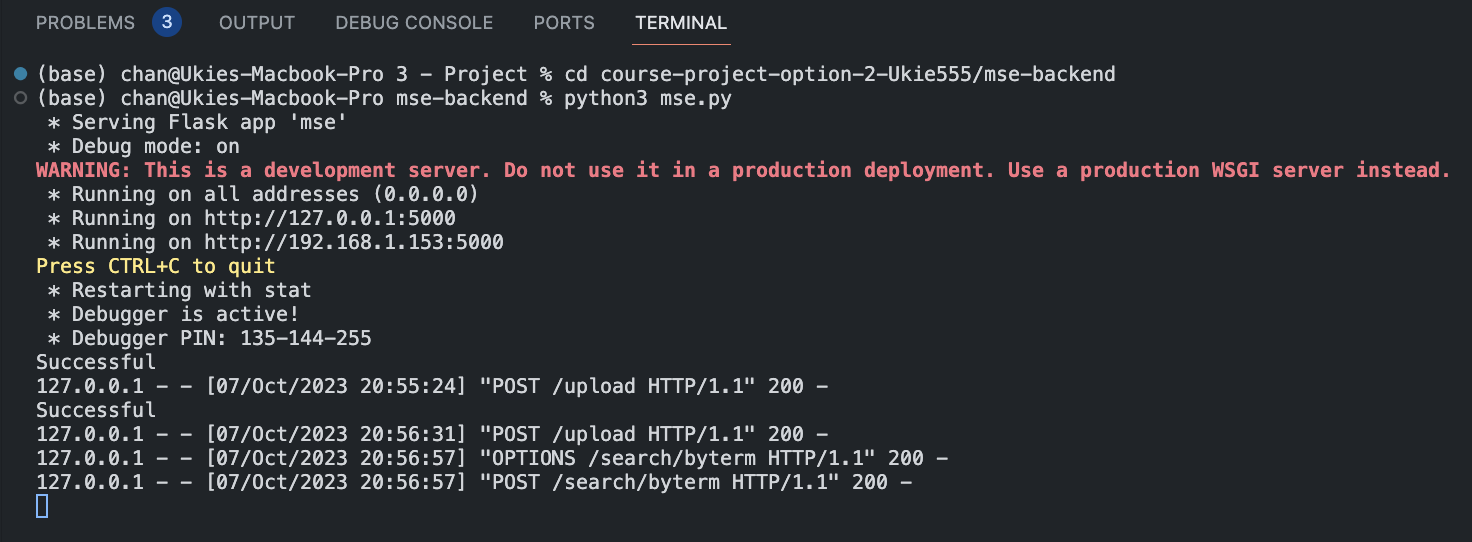 PROBLEMS 3 OUTPUT DEBUG CONSOLE PORTS TERMINAL
(base) chan@Ukies-Macbook-Pro 3 - Project % cd course-project-option-2-Ukie555/mse-backend
(base) chan@Ukies-Macbook-Pro mse-backend % python3 mse.py
 * Serving Flask app 'mse'
 * Debug mode: on
WARNING: This is a development server. Do not use it in a production deployment. Use a production WSGI server instead.
 * Running on all addresses (0.0.0.0)
 * Running on http://127.0.0.1:5000
 * Running on http://192.168.1.153:5000
Press CTRL+C to quit
 * Restarting with stat
 * Debugger is active!
 * Debugger PIN: 135-144-255
Successful
127.0.0.1 - - [07/Oct/2023 20:55:24] "POST /upload HTTP/1.1" 200 -
Successful
127.0.0.1 - - [07/Oct/2023 20:56:31] "POST /upload HTTP/1.1" 200 -
127.0.0.1 - - [07/Oct/2023 20:56:57] "OPTIONS /search/byterm HTTP/1.1" 200 -
127.0.0.1 - - [07/Oct/2023 20:56:57] "POST /search/byterm HTTP/1.1" 200 -